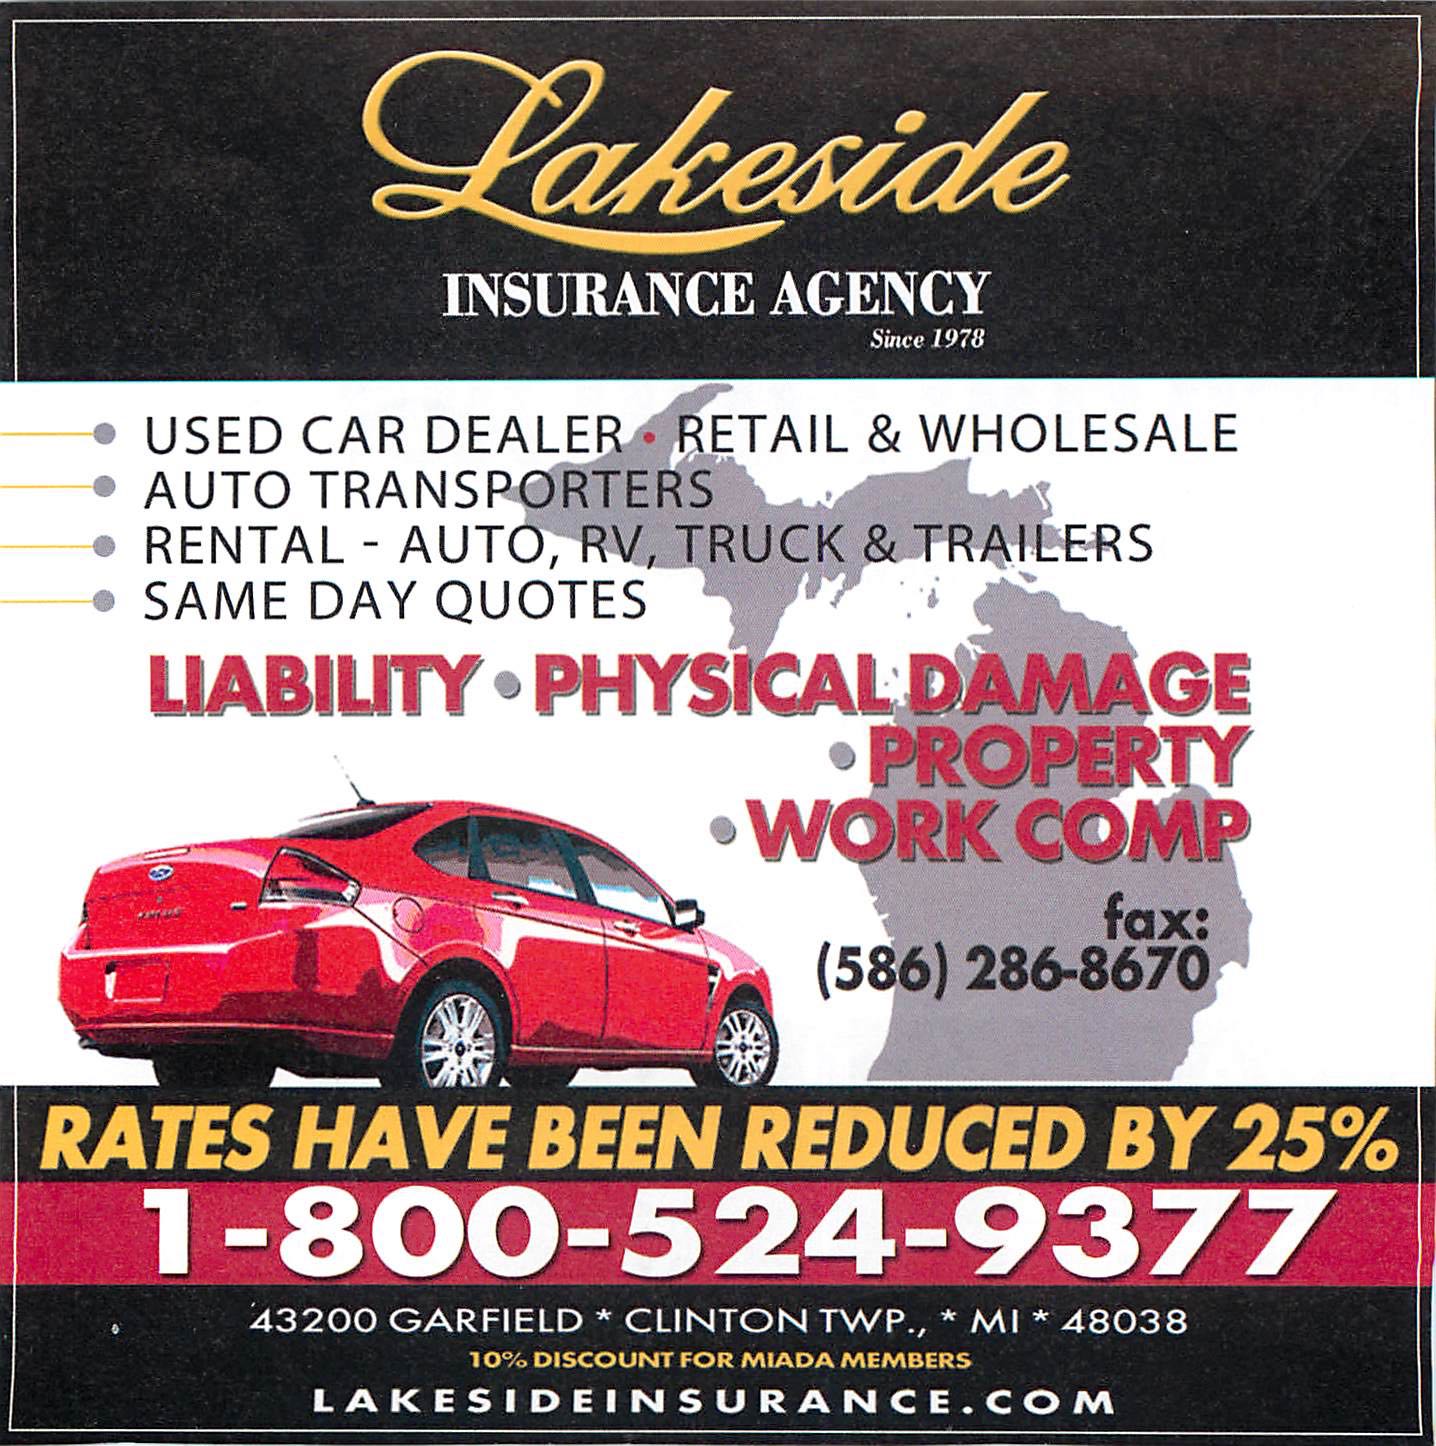 Lakeside
INSURANCE AGENCY
Since 1978
USED CAR DEALER • RETAIL & WHOLESALE
AUTO TRANSPORTERS
RENTAL - AUTO, RV, TRUCK & TRAILERS
SAME DAY QUOTES
LIABILITY • PHYSICAL DAMAGE
• PROPERTY
• WORK COMP
fax:
(586) 286-8670
RATES HAVE BEEN REDUCED BY 25%
1-800-524-9377
43200 GARFIELD * CLINTON TWP., * MI * 48038
10% DISCOUNT FOR MIADA MEMBERS
LAKESIDEINSURANCE.COM